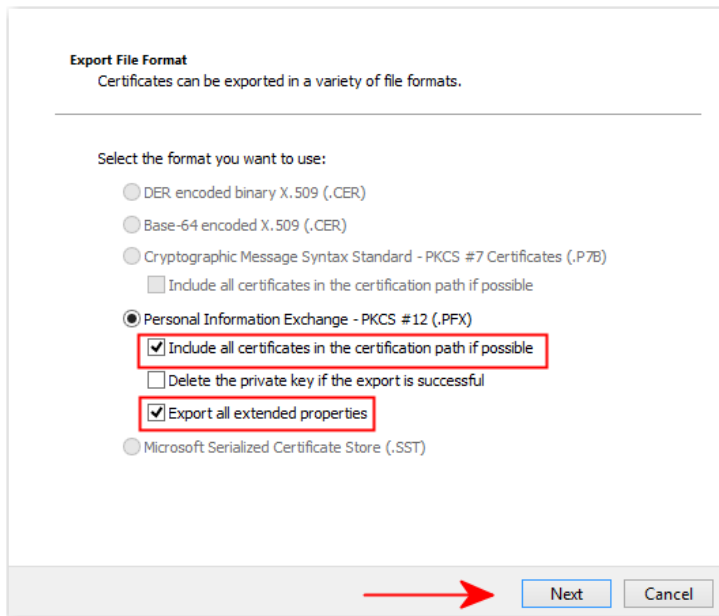 Export File Format
Certificates can be exported in a variety of file formats.
Select the format you want to use:
DER encoded binary X.509 (.CER)
Base-64 encoded X.509 (.CER)
Cryptographic Message Syntax Standard - PKCS #7 Certificates (.P7B)
Include all certificates in the certification path if possible
Personal Information Exchange - PKCS #12 (.PFX)
Include all certificates in the certification path if possible
Delete the private key if the export is successful
Export all extended properties
Microsoft Serialized Certificate Store (.SST)
Next Cancel